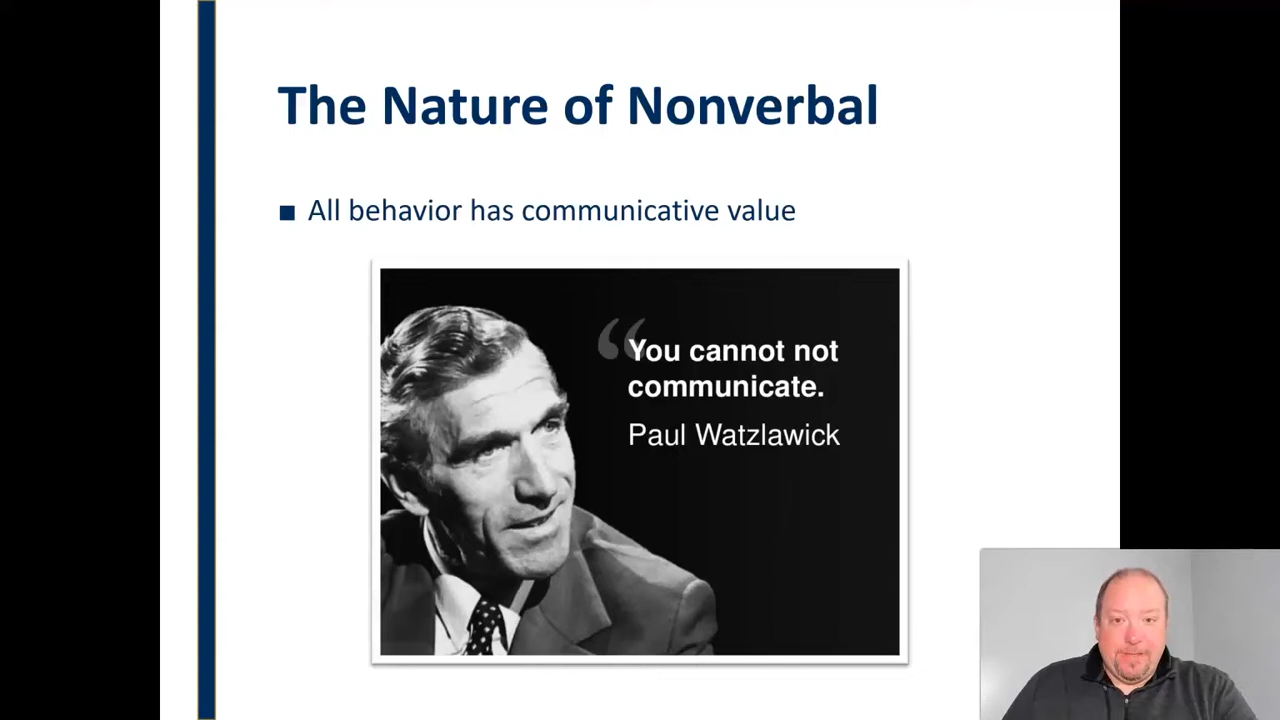 The Nature of Nonverbal
■ All behavior has communicative value
“You cannot not
communicate.
Paul Watzlawick